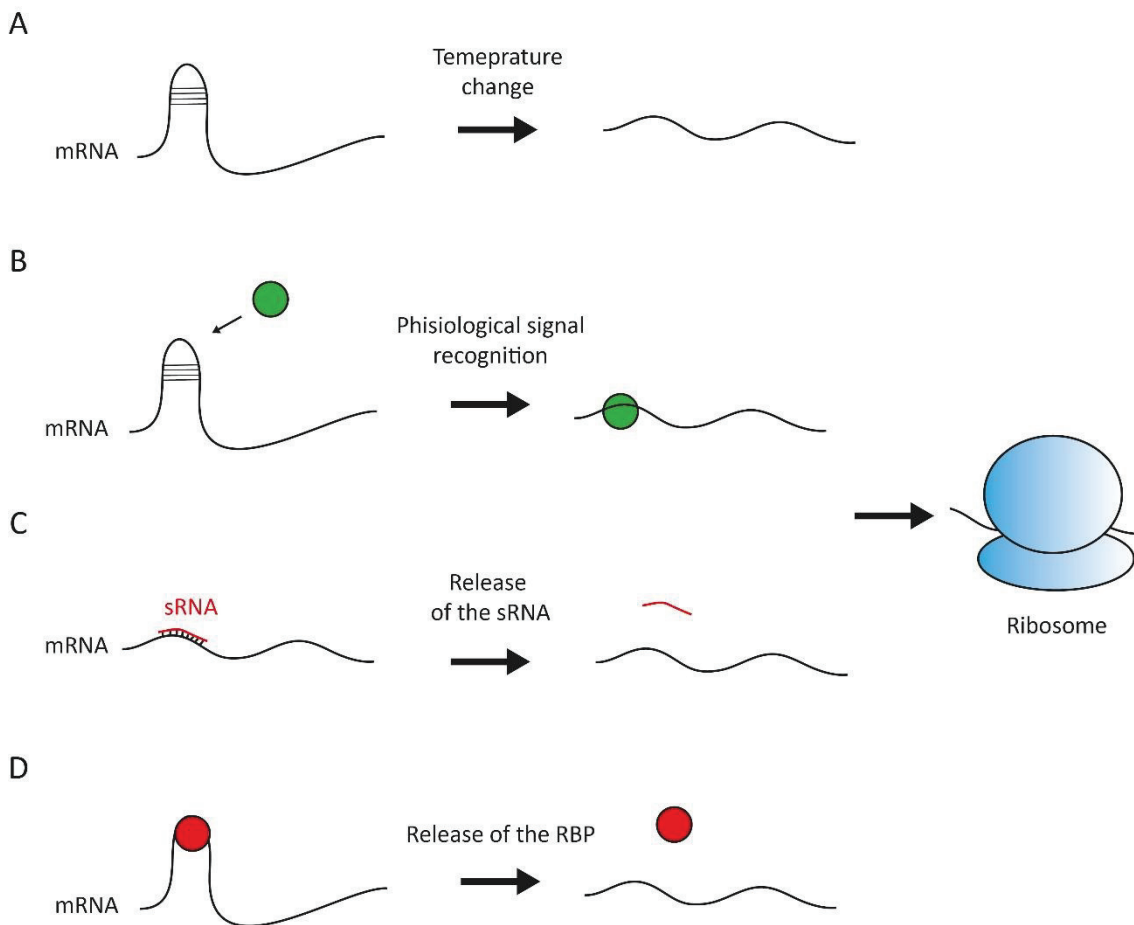 A
Temeprature
change
mRNA
B
Phisiological signal
recognition
mRNA
C
sRNA
Release
of the sRNA
mRNA
Ribosome
D
Release of the RBP
mRNA